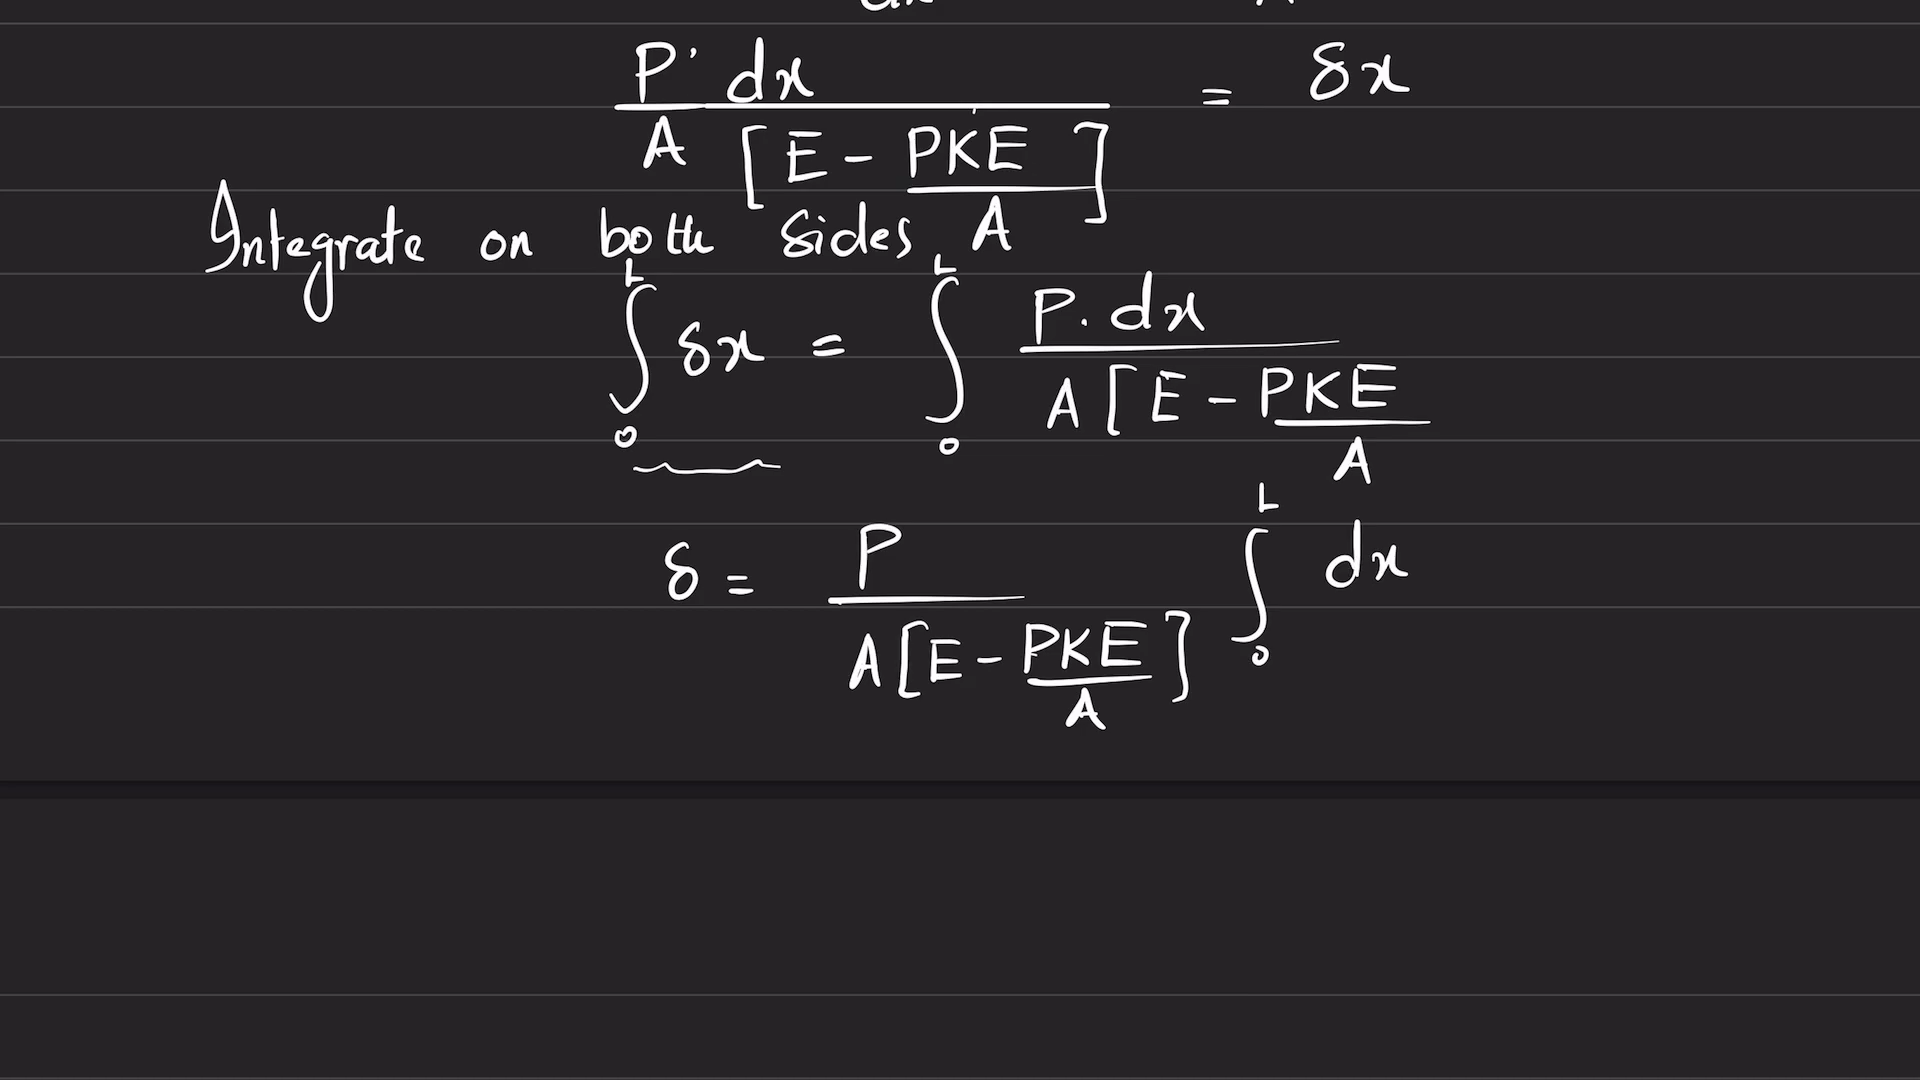 P dx / A [E - PKE / A] = δx
Integrate on both sides
∫₀ᴸ δx = ∫₀ᴸ P. dx / A [E - PKE / A
δ = P / A [E - PKE / A] ∫₀ᴸ dx